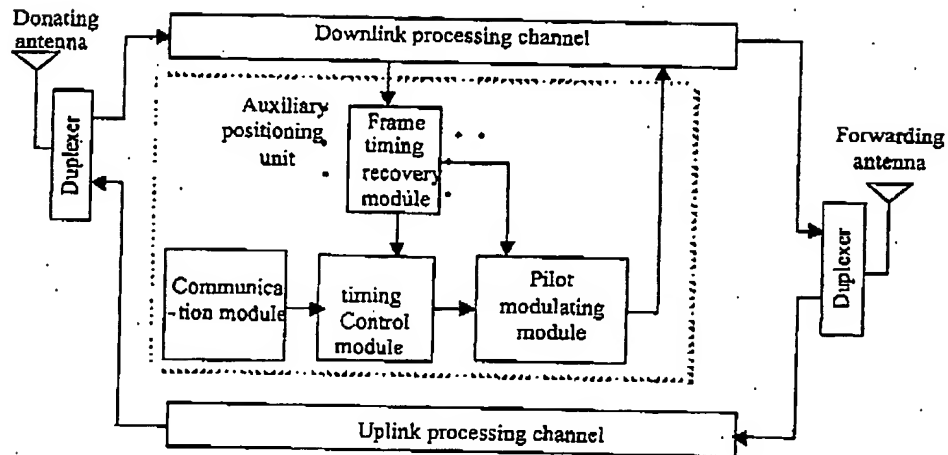 Donating
antenna
Downlink processing channel
Duplexer
Auxiliary
positioning
unit
Frame
timing
recovery
module
Forwarding
antenna
Duplexer
Communica
-tion module
timing
Control
module
Pilot
modulating
module
Uplink processing channel